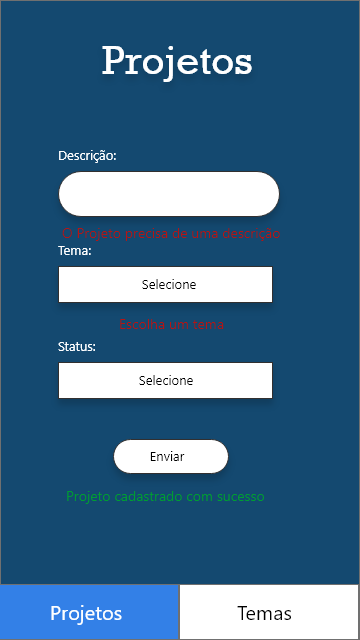 Projetos
Descrição:
O Projeto precisa de uma descrição
Tema:
Selecione
Escolha um tema
Status:
Selecione
Enviar
Projeto cadastrado com sucesso
Projetos
Temas